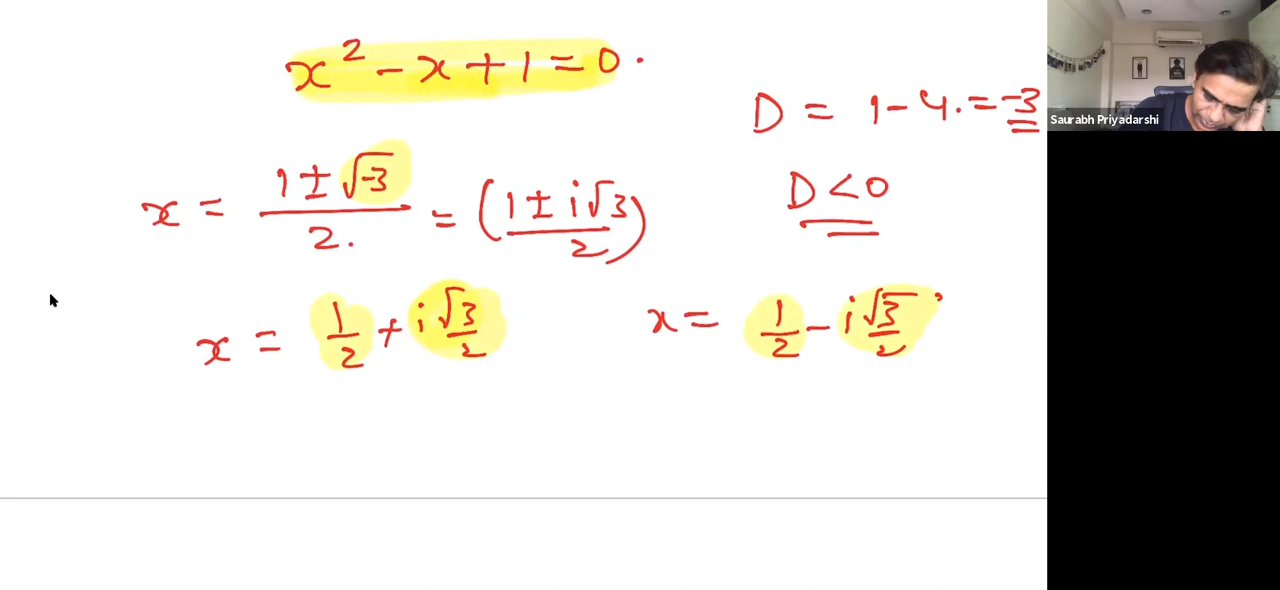 x² - x + 1 = 0.
D = 1 - 4. = -3
Saurabh Priyadarshi
x = (1 ± √-3)/2. = ((1 ± i√3)/2)
D < 0
x = 1/2 + i√3/2
x = 1/2 - i√3/2,